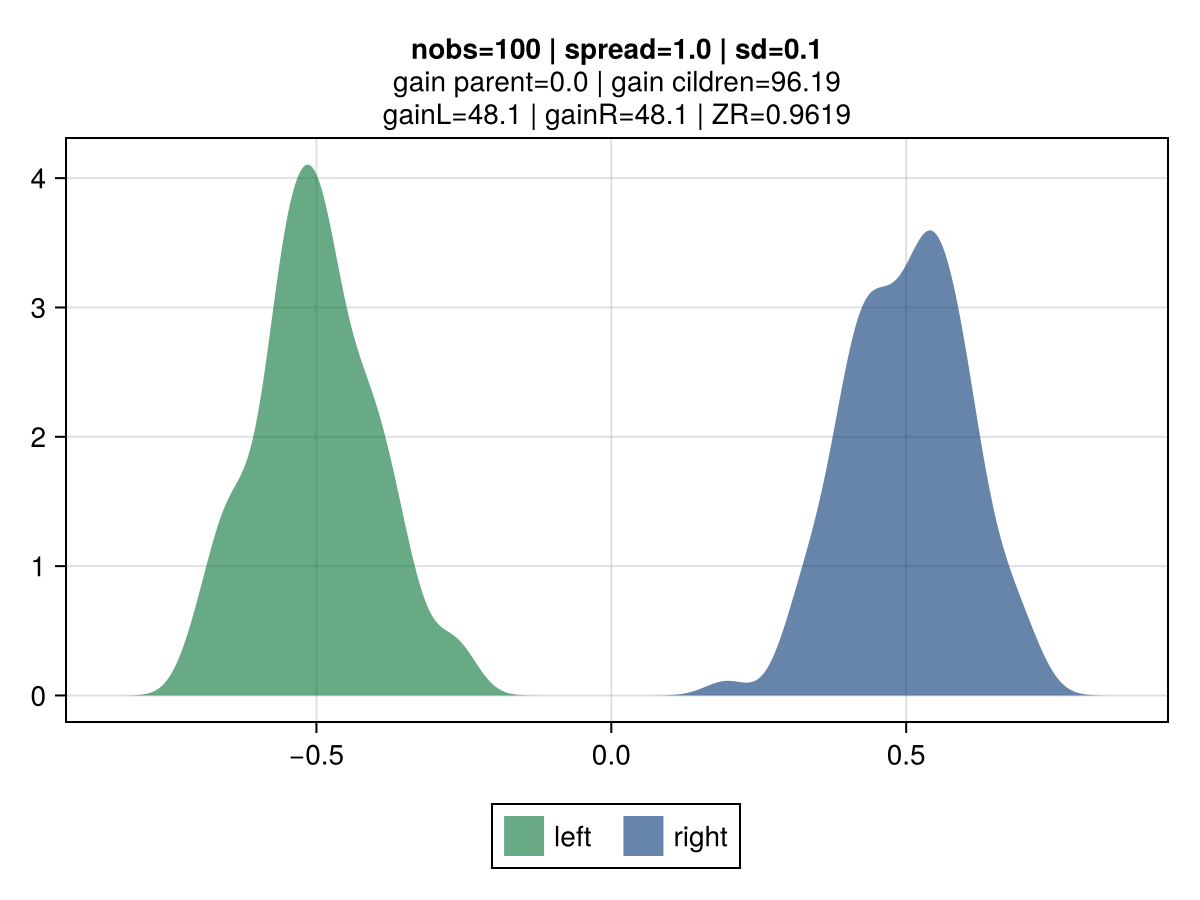 nobs=100 | spread=1.0 | sd=0.1
gain parent=0.0 | gain cildren=96.19
gainL=48.1 | gainR=48.1 | ZR=0.9619
4
3
2
1
0
−0.5 0.0 0.5
left right